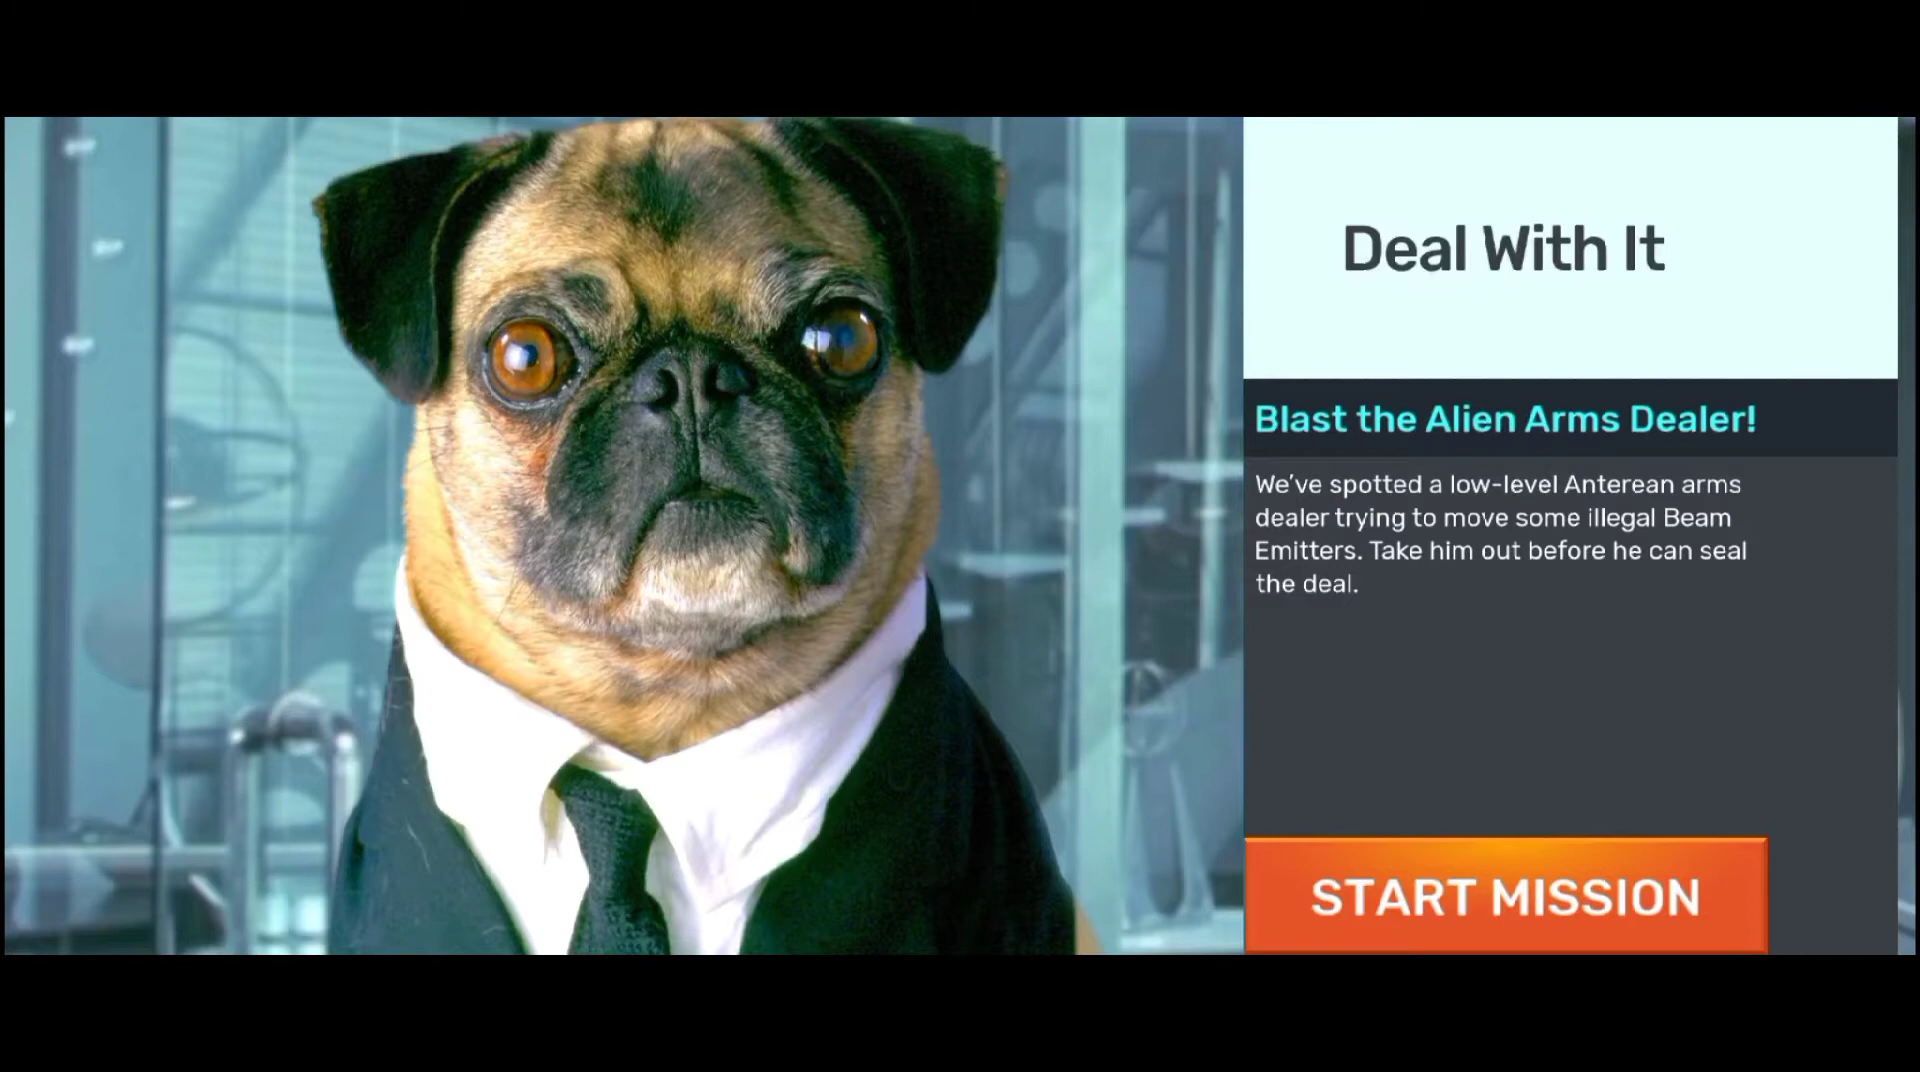 Deal With It
Blast the Alien Arms Dealer!
We’ve spotted a low-level Anterean arms
dealer trying to move some illegal Beam
Emitters. Take him out before he can seal
the deal.
START MISSION